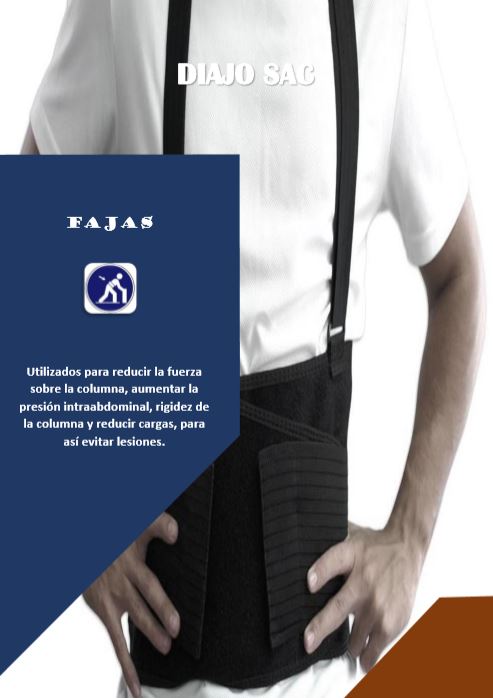 DIAJO SAC
FAJAS
Utilizados para reducir la fuerza
sobre la columna, aumentar la
presión intraabdominal, rigidez de
la columna y reducir cargas, para
así evitar lesiones.